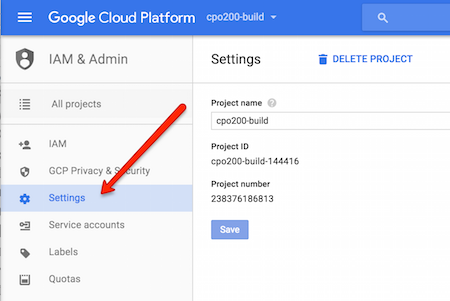 Google Cloud Platform cpo200-build
IAM & Admin
All projects
IAM
GCP Privacy & Security
Settings
Service accounts
Labels
Quotas
Settings DELETE PROJECT
Project name ?
cpo200-build
Project ID
cpo200-build-144416
Project number
238376186813
Save